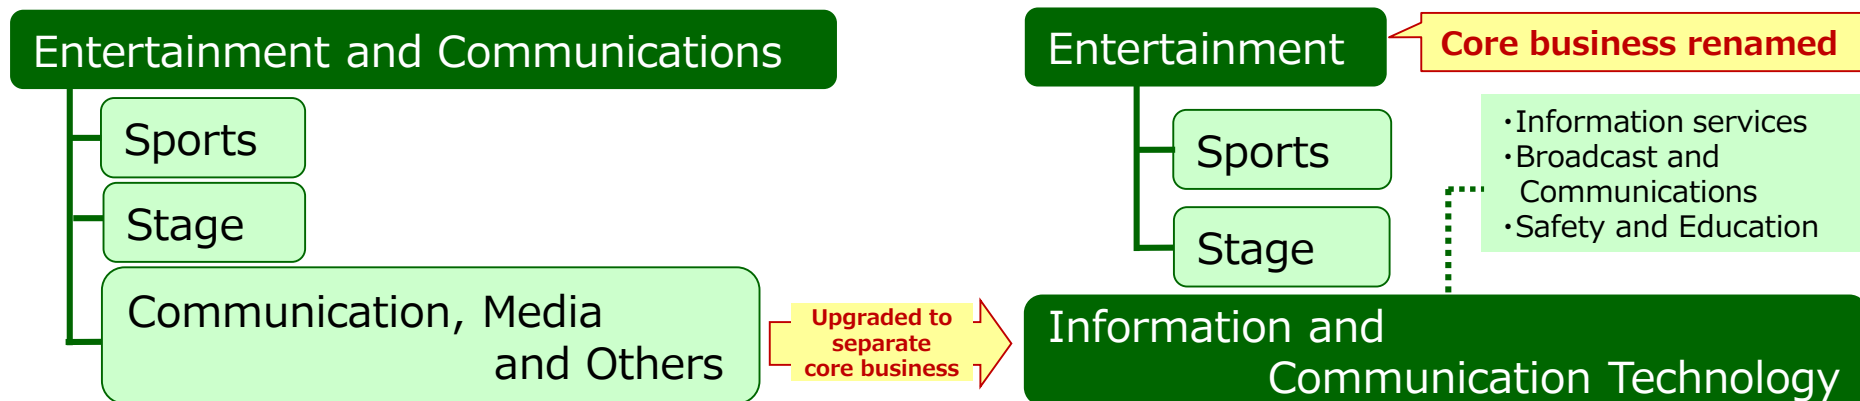 Entertainment and Communications
Sports
Stage
Communication, Media
and Others
Upgraded to
separate
core business
Entertainment
Core business renamed
Sports
Stage
・Information services
・Broadcast and
Communications
・Safety and Education
Information and
Communication Technology